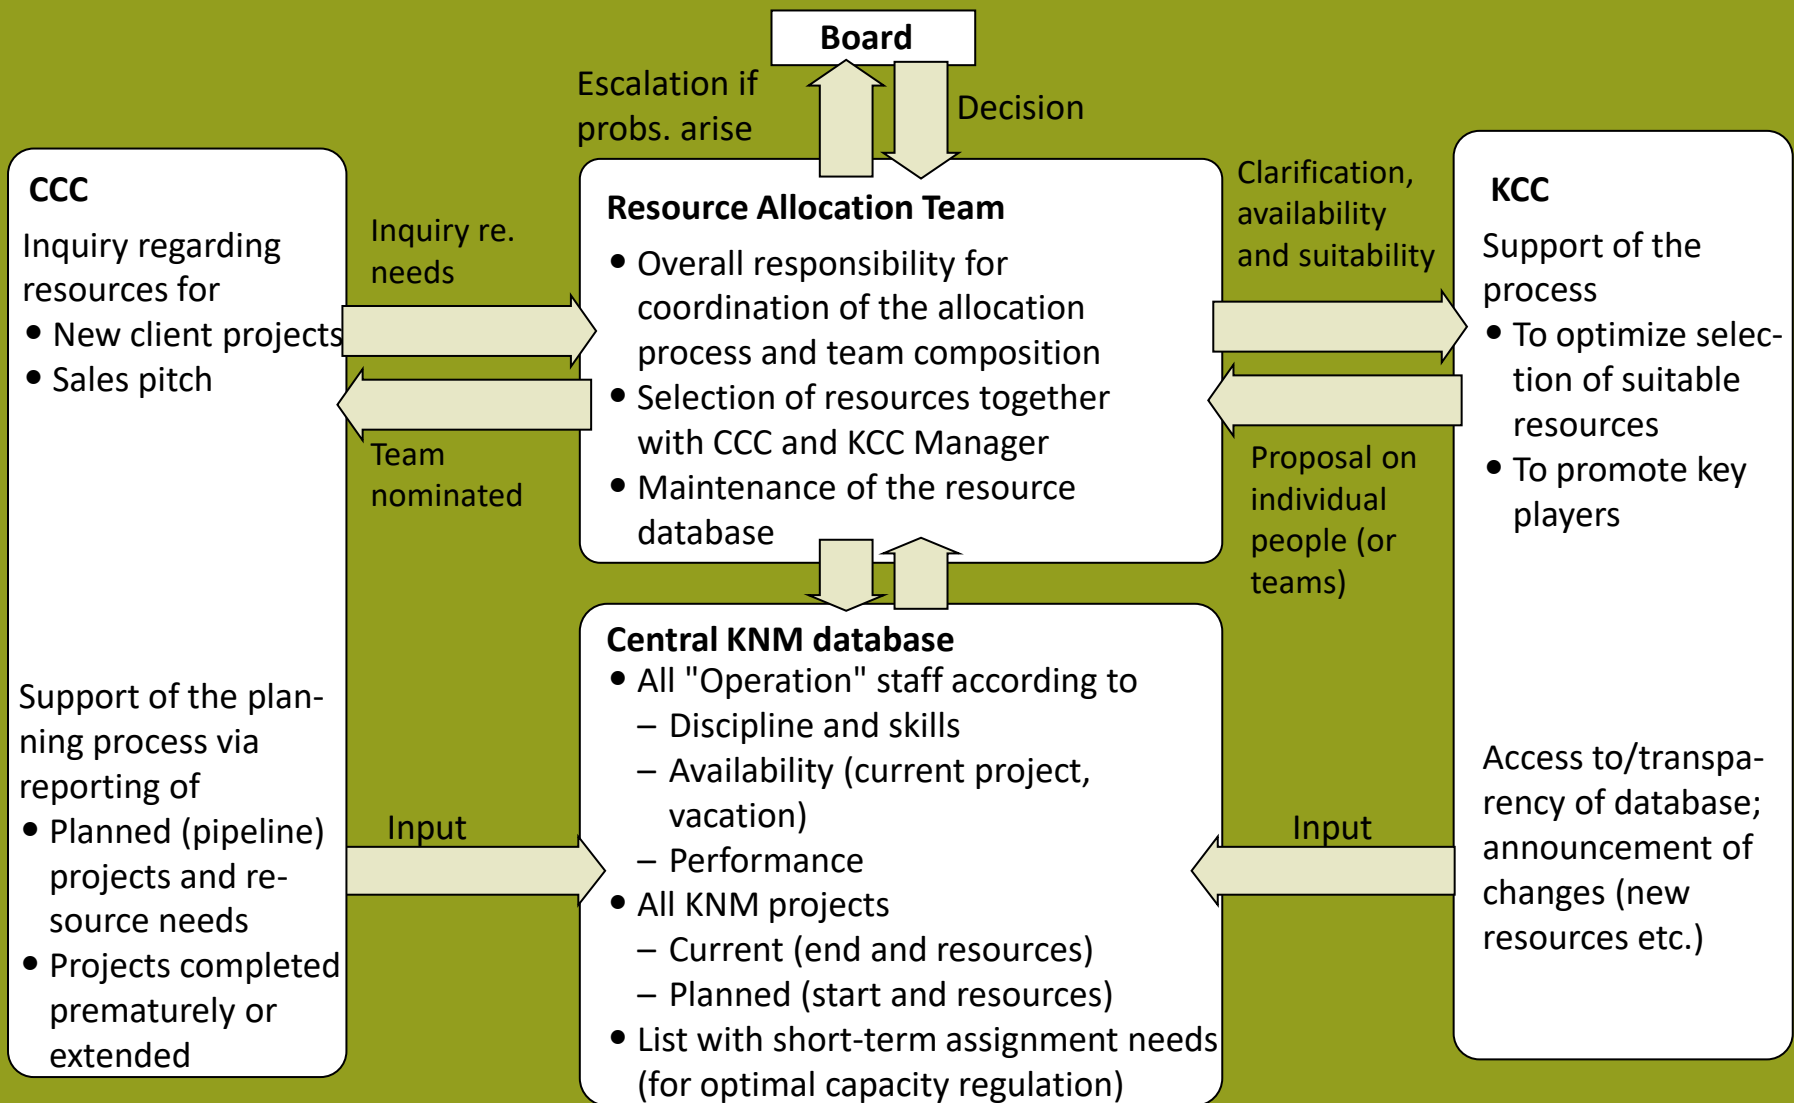 Board
Escalation if
probs. arise
Decision
CCC
Inquiry regarding
resources for
• New client projects
• Sales pitch
Support of the plan-
ning process via
reporting of
• Planned (pipeline)
projects and re-
source needs
• Projects completed
prematurely or
extended
Inquiry re.
needs
Team
nominated
Input
Resource Allocation Team
• Overall responsibility for
coordination of the allocation
process and team composition
• Selection of resources together
with CCC and KCC Manager
• Maintenance of the resource
database
Central KNM database
• All "Operation" staff according to
– Discipline and skills
– Availability (current project,
vacation)
– Performance
• All KNM projects
– Current (end and resources)
– Planned (start and resources)
• List with short-term assignment needs
(for optimal capacity regulation)
Clarification,
availability
and suitability
Proposal on
individual
people (or
teams)
Input
KCC
Support of the
process
• To optimize selec-
tion of suitable
resources
• To promote key
players
Access to/transpa-
rency of database;
announcement of
changes (new
resources etc.)